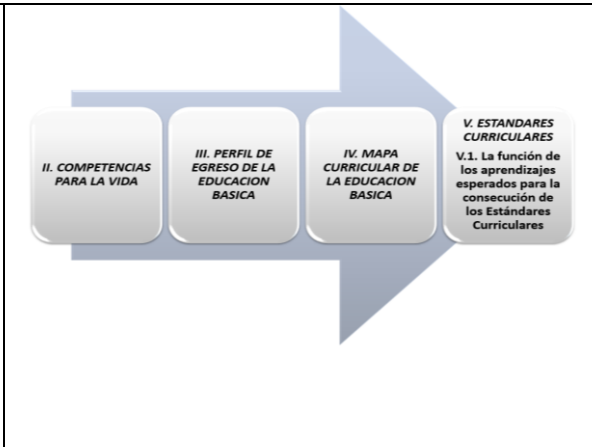 II. COMPETENCIAS
PARA LA VIDA
III. PERFIL DE
EGRESO DE LA
EDUCACION
BASICA
IV. MAPA
CURRICULAR DE
LA EDUCACION
BASICA
V. ESTANDARES
CURRICULARES
V.1. La función de
los aprendizajes
esperados para la
consecución de
los Estándares
Curriculares